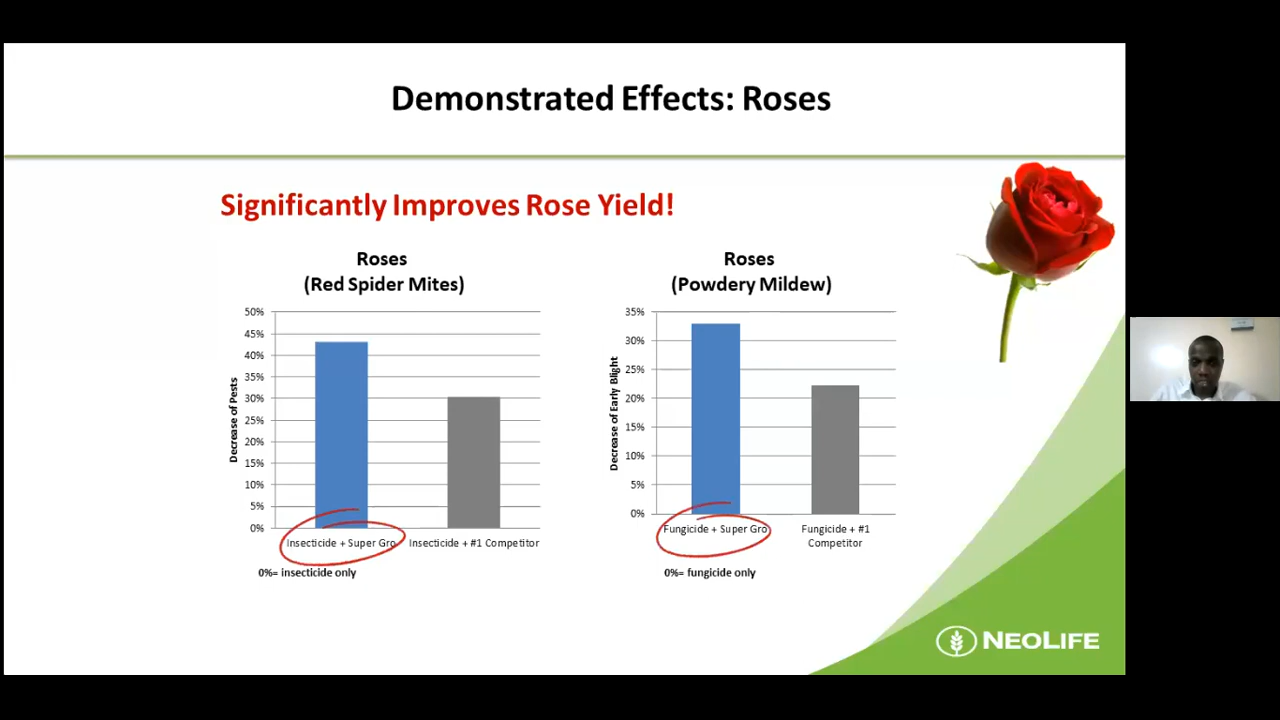 Demonstrated Effects: Roses
Significantly Improves Rose Yield!
Roses
(Red Spider Mites)
50%
45%
40%
35%
30%
25%
20%
15%
10%
5%
0%
Decrease of Pests
Insecticide + Super Gro
Insecticide + #1 Competitor
0%= insecticide only
Roses
(Powdery Mildew)
35%
30%
25%
20%
15%
10%
5%
0%
Decrease of Early Blight
Fungicide + Super Gro
Fungicide + #1
Competitor
0%= fungicide only
NEOLIFE